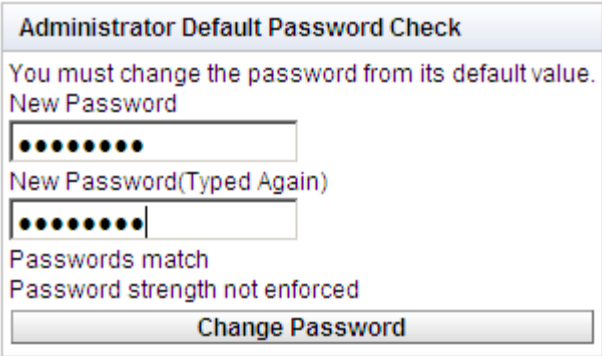 Administrator Default Password Check
You must change the password from its default value.
New Password
●●●●●●●●
New Password(Typed Again)
●●●●●●●●
Passwords match
Password strength not enforced
Change Password